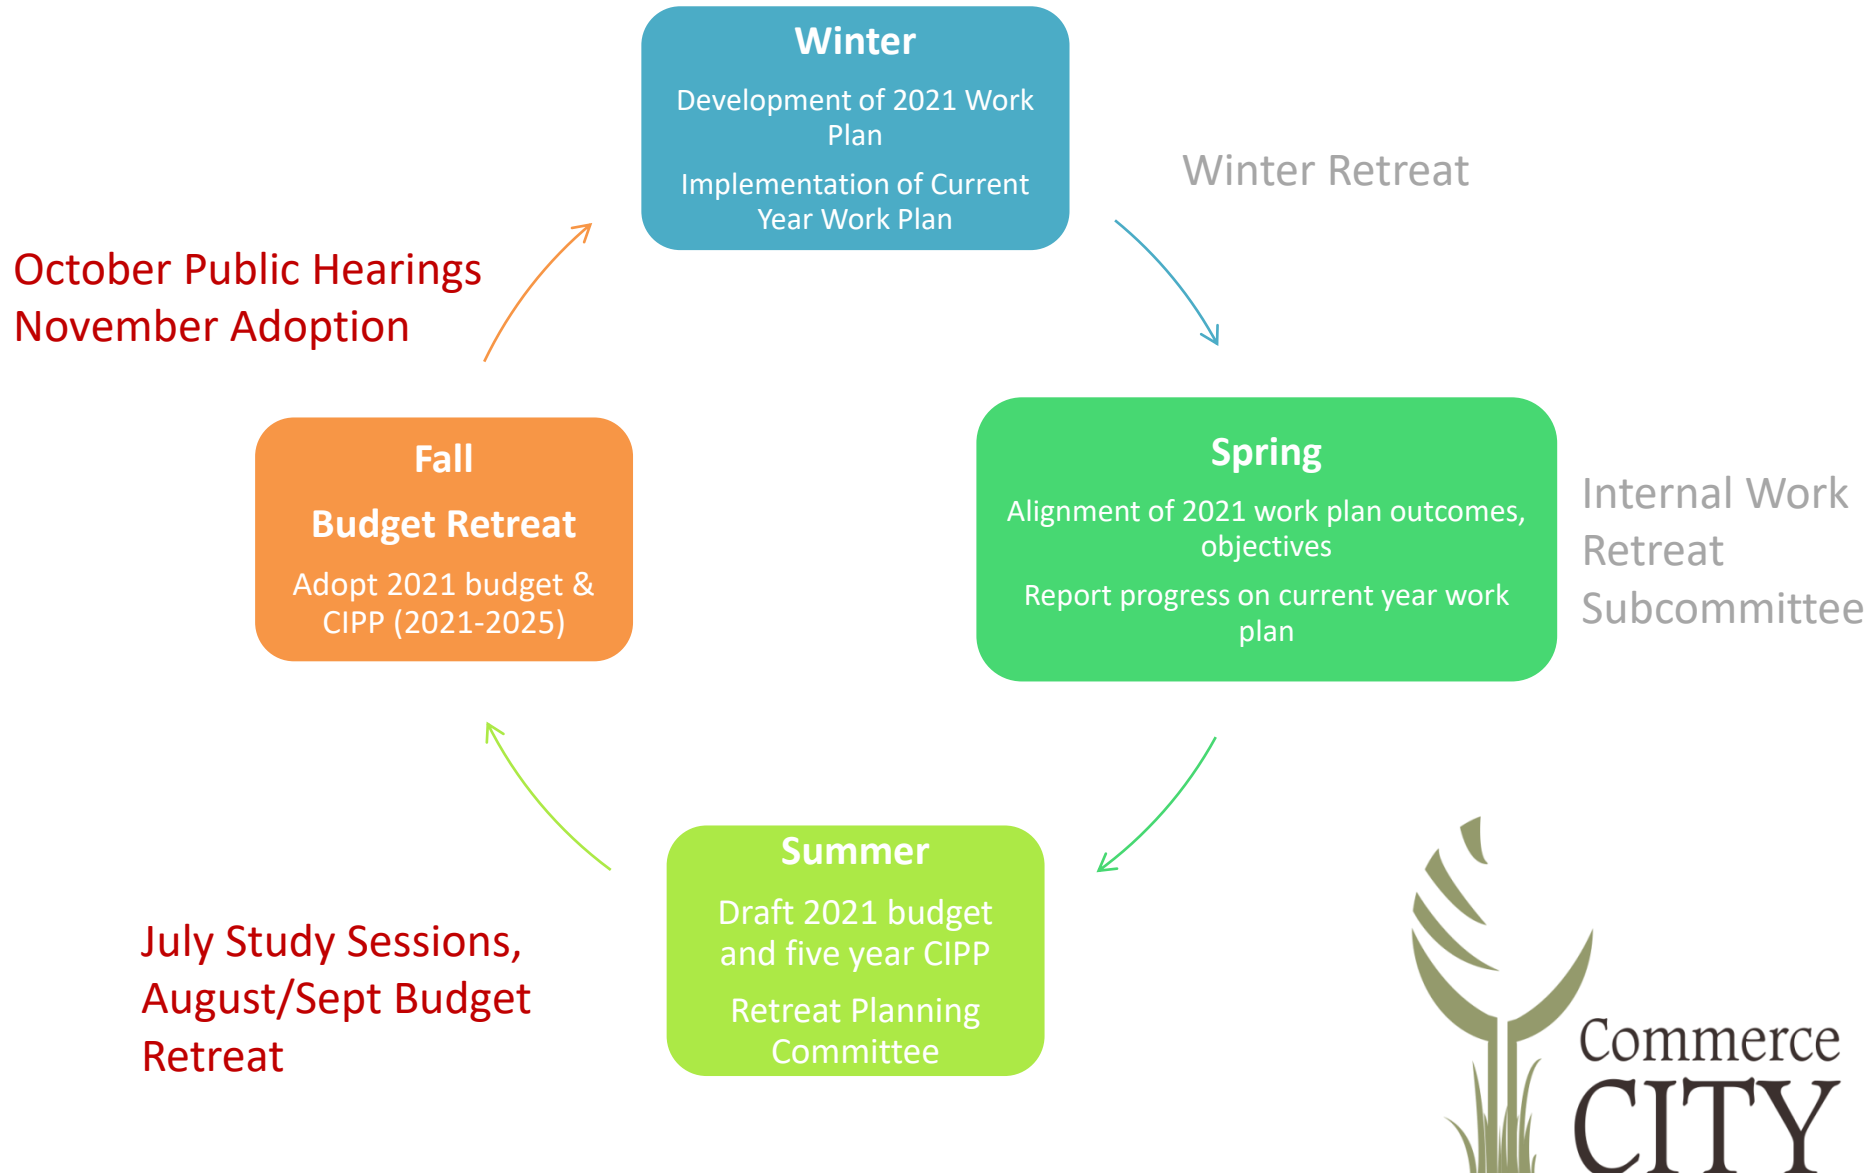 Winter
Development of 2021 Work
Plan
Implementation of Current
Year Work Plan
Winter Retreat
October Public Hearings
November Adoption
Fall
Budget Retreat
Adopt 2021 budget &
CIPP (2021-2025)
Spring
Alignment of 2021 work plan outcomes,
objectives
Report progress on current year work
plan
Internal Work
Retreat
Subcommittee
Summer
Draft 2021 budget
and five year CIPP
Retreat Planning
Committee
July Study Sessions,
August/Sept Budget
Retreat
Commerce
CITY